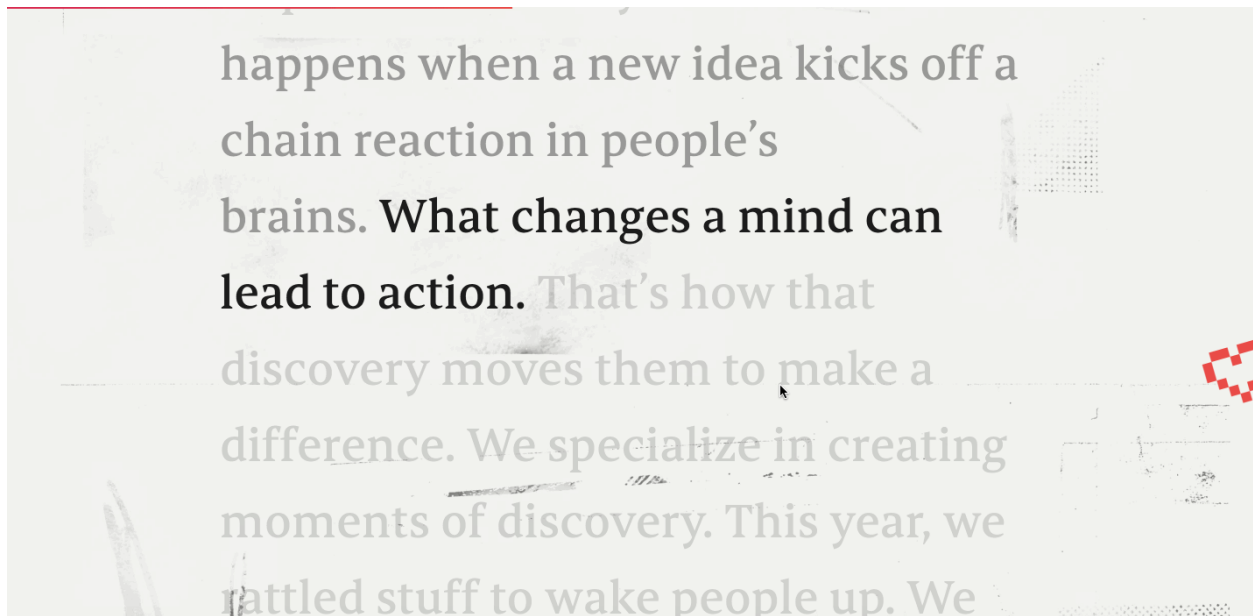 happens when a new idea kicks off a
chain reaction in people’s
brains. What changes a mind can
lead to action. That’s how that
discovery moves them to make a
difference. We specialize in creating
moments of discovery. This year, we
rattled stuff to wake people up. We